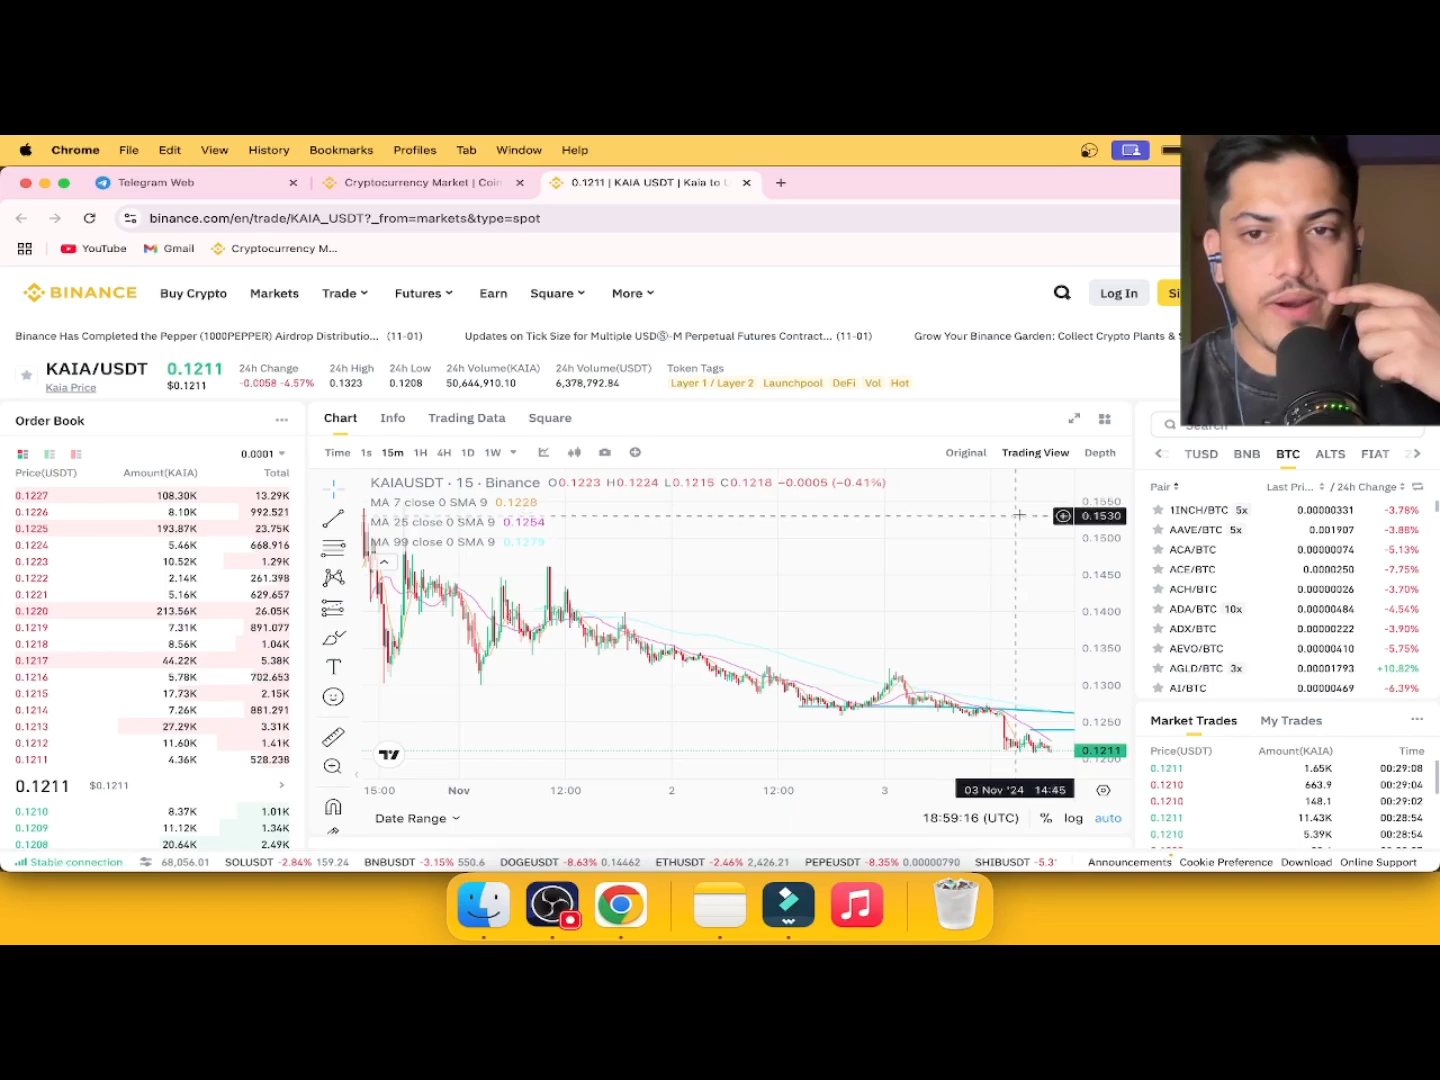 Chrome File Edit View History Bookmarks Profiles Tab Window Help
Telegram Web
Cryptocurrency Market | Coin
0.1211 | KAIA USDT | Kaia to U
binance.com/en/trade/KAIA_USDT?_from=markets&type=spot
YouTube Gmail Cryptocurrency M...
BINANCE Buy Crypto Markets Trade Futures Earn Square More Log In
Binance Has Completed the Pepper (1000PEPPER) Airdrop Distributio... (11-01) Updates on Tick Size for Multiple USDⓈ-M Perpetual Futures Contract... (11-01) Grow Your Binance Garden: Collect Crypto Plants &
KAIA/USDT 0.1211 24h Change 24h High 24h Low 24h Volume(KAIA) 24h Volume(USDT) Token Tags
Kaia Price $0.1211 -0.0058 -4.57% 0.1323 0.1208 50,644,910.10 6,378,792.84 Layer 1 / Layer 2 Launchpool DeFi Vol Hot
Order Book
0.0001
Price(USDT) Amount(KAIA) Total
0.1227 108.30K 13.29K
0.1226 8.10K 992.521
0.1225 193.87K 23.75K
0.1224 5.46K 668.916
0.1223 10.52K 1.29K
0.1222 2.14K 261.398
0.1221 5.16K 629.657
0.1220 213.56K 26.05K
0.1219 7.31K 891.077
0.1218 8.56K 1.04K
0.1217 44.22K 5.38K
0.1216 5.78K 702.653
0.1215 17.73K 2.15K
0.1214 7.26K 881.291
0.1213 27.29K 3.31K
0.1212 11.60K 1.41K
0.1211 4.36K 528.238
0.1211 $0.1211
0.1210 8.37K 1.01K
0.1209 11.12K 1.34K
0.1208 20.64K 2.49K
Chart Info Trading Data Square
Time 1s 15m 1H 4H 1D 1W Original Trading View Depth
KAIAUSDT · 15 · Binance O0.1223 H0.1224 L0.1215 C0.1218 −0.0005 (−0.41%)
MA 7 close 0 SMA 9 0.1228
MA 25 close 0 SMA 9 0.1254
MA 99 close 0 SMA 9 0.1279
0.1550
0.1530
0.1500
0.1450
0.1400
0.1350
0.1300
0.1250
0.1211
0.1200
15:00 Nov 12:00 2 12:00 3 03 Nov '24 14:45
Date Range 18:59:16 (UTC) % log auto
Search
TUSD BNB BTC ALTS FIAT
Pair Last Pri... / 24h Change
1INCH/BTC 5x 0.00000331 -3.78%
AAVE/BTC 5x 0.001907 -3.88%
ACA/BTC 0.00000074 -5.13%
ACE/BTC 0.0000250 -7.75%
ACH/BTC 0.00000026 -3.70%
ADA/BTC 10x 0.00000484 -4.54%
ADX/BTC 0.00000222 -3.90%
AEVO/BTC 0.00000410 -5.75%
AGLD/BTC 3x 0.00001793 +10.82%
AI/BTC 0.00000469 -6.39%
Market Trades My Trades
Price(USDT) Amount(KAIA) Time
0.1211 1.65K 00:29:08
0.1210 663.9 00:29:04
0.1210 148.1 00:29:02
0.1211 11.43K 00:28:54
0.1210 5.39K 00:28:54
Stable connection 68,056.01 SOLUSDT -2.84% 159.24 BNBUSDT -3.15% 550.6 DOGEUSDT -8.63% 0.14462 ETHUSDT -2.46% 2,426.21 PEPEUSDT -8.35% 0.00000790 SHIBUSDT -5.3 Announcements Cookie Preference Download Online Support